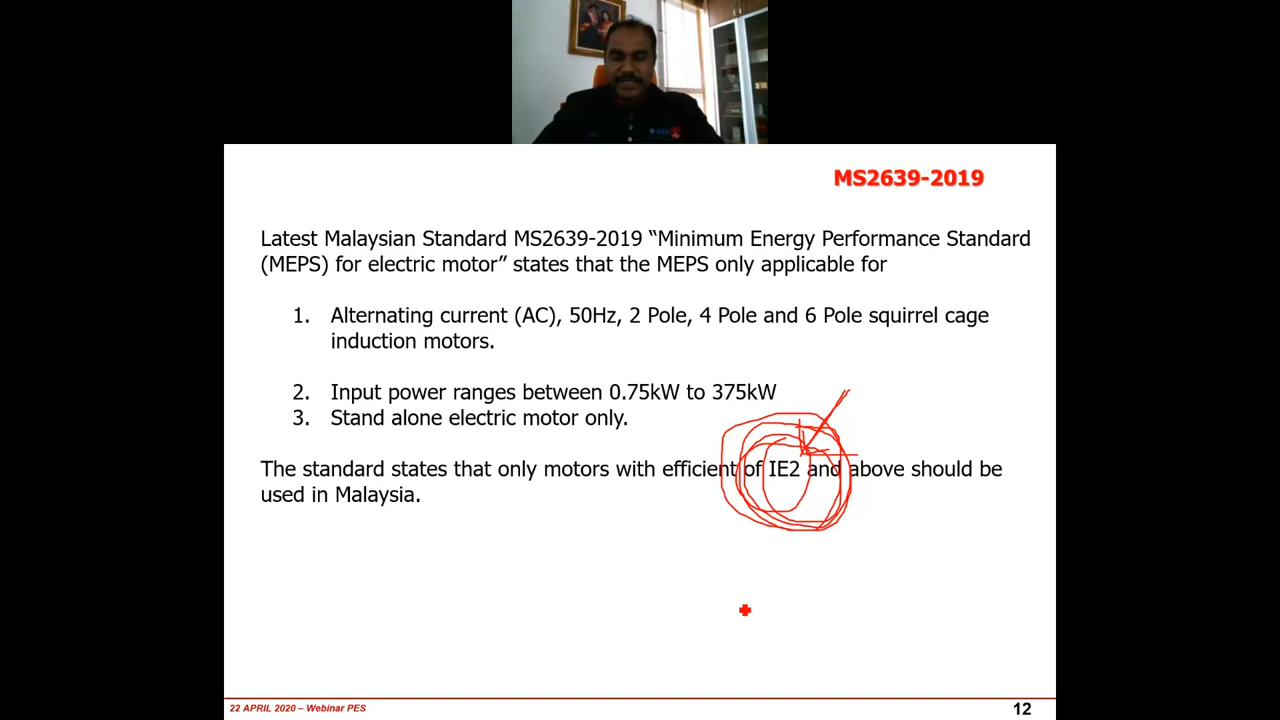 MS2639-2019
Latest Malaysian Standard MS2639-2019 “Minimum Energy Performance Standard
(MEPS) for electric motor” states that the MEPS only applicable for
1. Alternating current (AC), 50Hz, 2 Pole, 4 Pole and 6 Pole squirrel cage
induction motors.
2. Input power ranges between 0.75kW to 375kW
3. Stand alone electric motor only.
The standard states that only motors with efficient of IE2 and above should be
used in Malaysia.
22 APRIL 2020 – Webinar PES
12